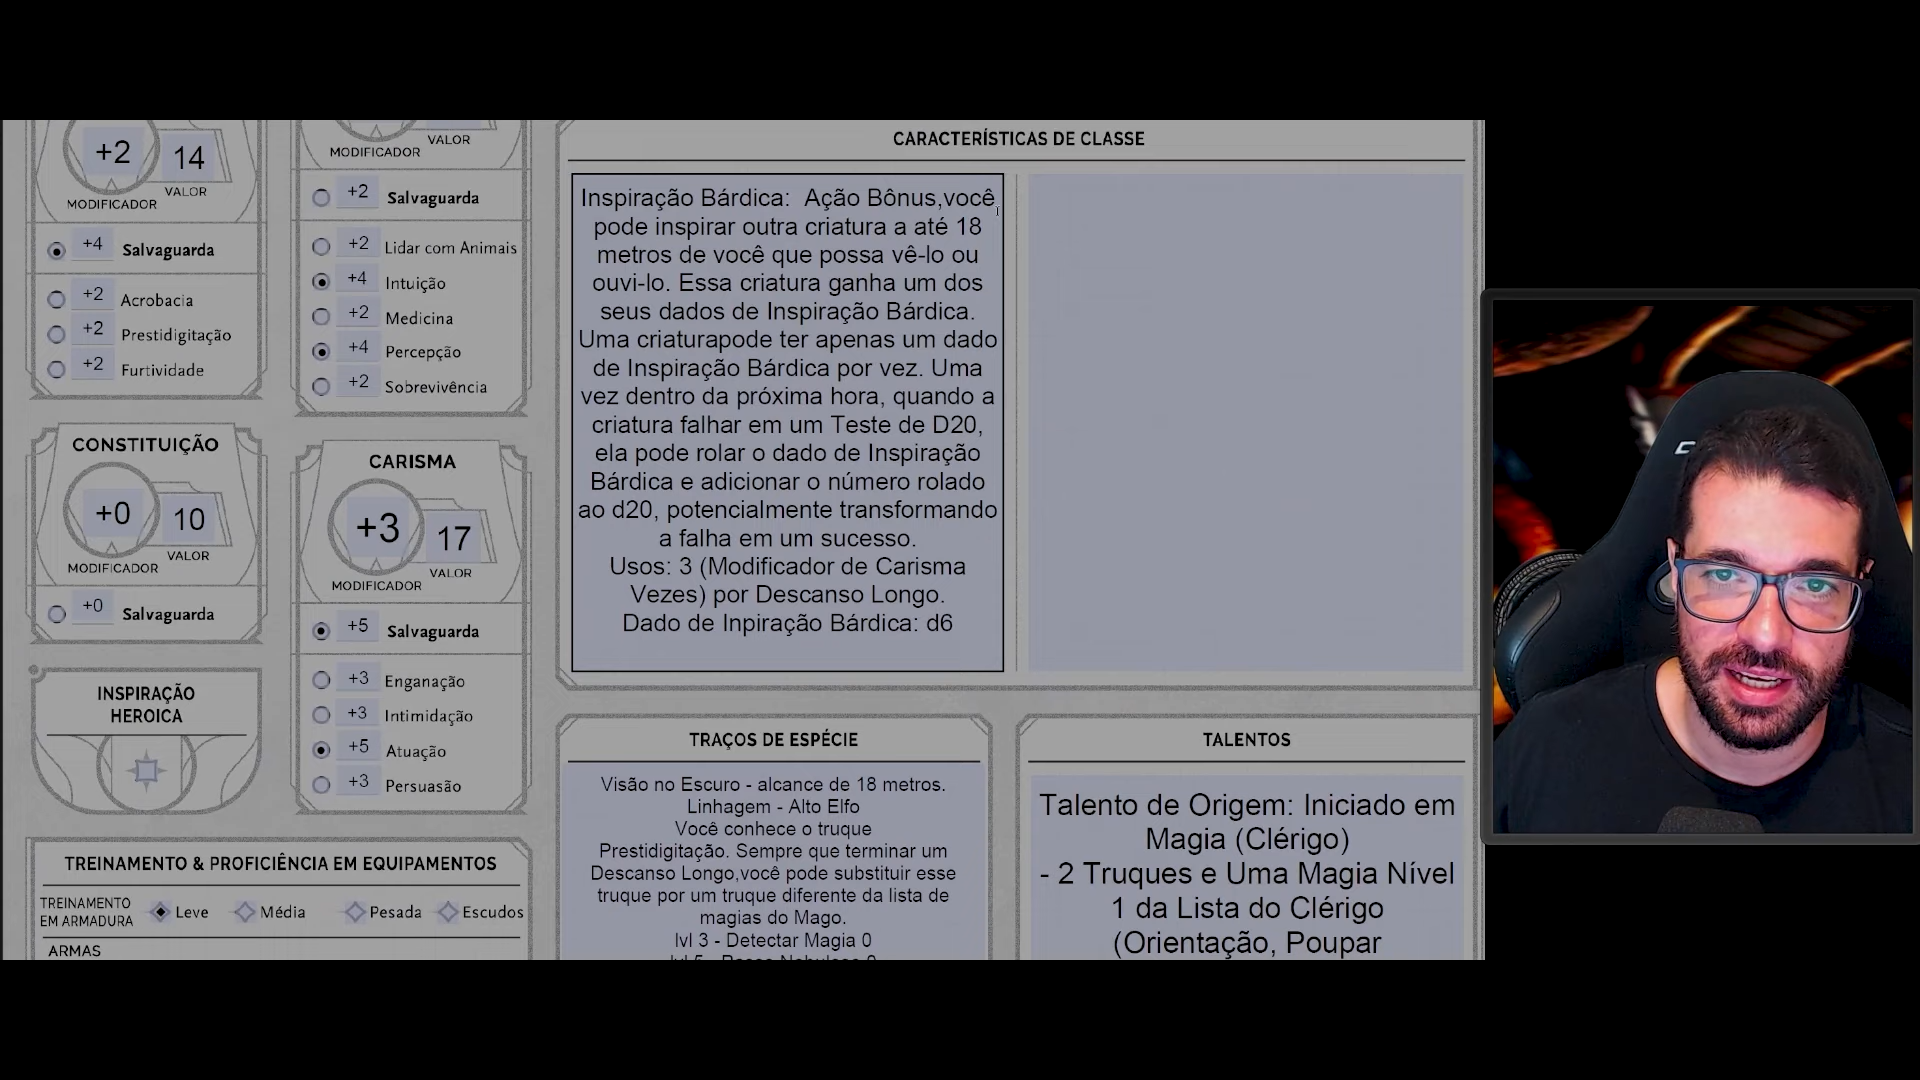 +2
14
MODIFICADOR
VALOR
+4 Salvaguarda
+2 Acrobacia
+2 Prestidigitação
+2 Furtividade
CONSTITUIÇÃO
+0
10
MODIFICADOR
VALOR
+0 Salvaguarda
INSPIRAÇÃO
HEROICA
VALOR
MODIFICADOR
+2 Salvaguarda
+2 Lidar com Animais
+4 Intuição
+2 Medicina
+4 Percepção
+2 Sobrevivência
CARISMA
+3
17
MODIFICADOR
VALOR
+5 Salvaguarda
+3 Enganação
+3 Intimidação
+5 Atuação
+3 Persuasão
TREINAMENTO & PROFICIÊNCIA EM EQUIPAMENTOS
TREINAMENTO
EM ARMADURA
Leve Média Pesada Escudos
ARMAS
CARACTERÍSTICAS DE CLASSE
Inspiração Bárdica: Ação Bônus,você
pode inspirar outra criatura a até 18
metros de você que possa vê-lo ou
ouvi-lo. Essa criatura ganha um dos
seus dados de Inspiração Bárdica.
Uma criaturapode ter apenas um dado
de Inspiração Bárdica por vez. Uma
vez dentro da próxima hora, quando a
criatura falhar em um Teste de D20,
ela pode rolar o dado de Inspiração
Bárdica e adicionar o número rolado
ao d20, potencialmente transformando
a falha em um sucesso.
Usos: 3 (Modificador de Carisma
Vezes) por Descanso Longo.
Dado de Inpiração Bárdica: d6
TRAÇOS DE ESPÉCIE
Visão no Escuro - alcance de 18 metros.
Linhagem - Alto Elfo
Você conhece o truque
Prestidigitação. Sempre que terminar um
Descanso Longo,você pode substituir esse
truque por um truque diferente da lista de
magias do Mago.
lvl 3 - Detectar Magia 0
TALENTOS
Talento de Origem: Iniciado em
Magia (Clérigo)
- 2 Truques e Uma Magia Nível
1 da Lista do Clérigo
(Orientação, Poupar